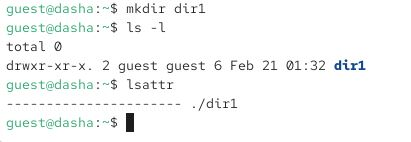 guest@dasha:~$ mkdir dir1
guest@dasha:~$ ls -l
total 0
drwxr-xr-x. 2 guest guest 6 Feb 21 01:32 dir1
guest@dasha:~$ lsattr
---------------------- ./dir1
guest@dasha:~$